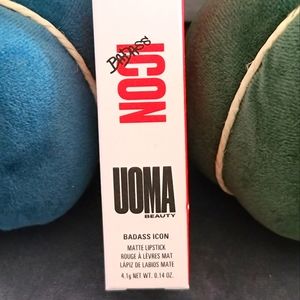 BADASS
ICON
UOMA
BEAUTY
BADASS ICON
MATTE LIPSTICK
ROUGE À LÈVRES MAT
LÁPIZ DE LABIOS MATE
4.1g NET WT. 0.14 OZ.